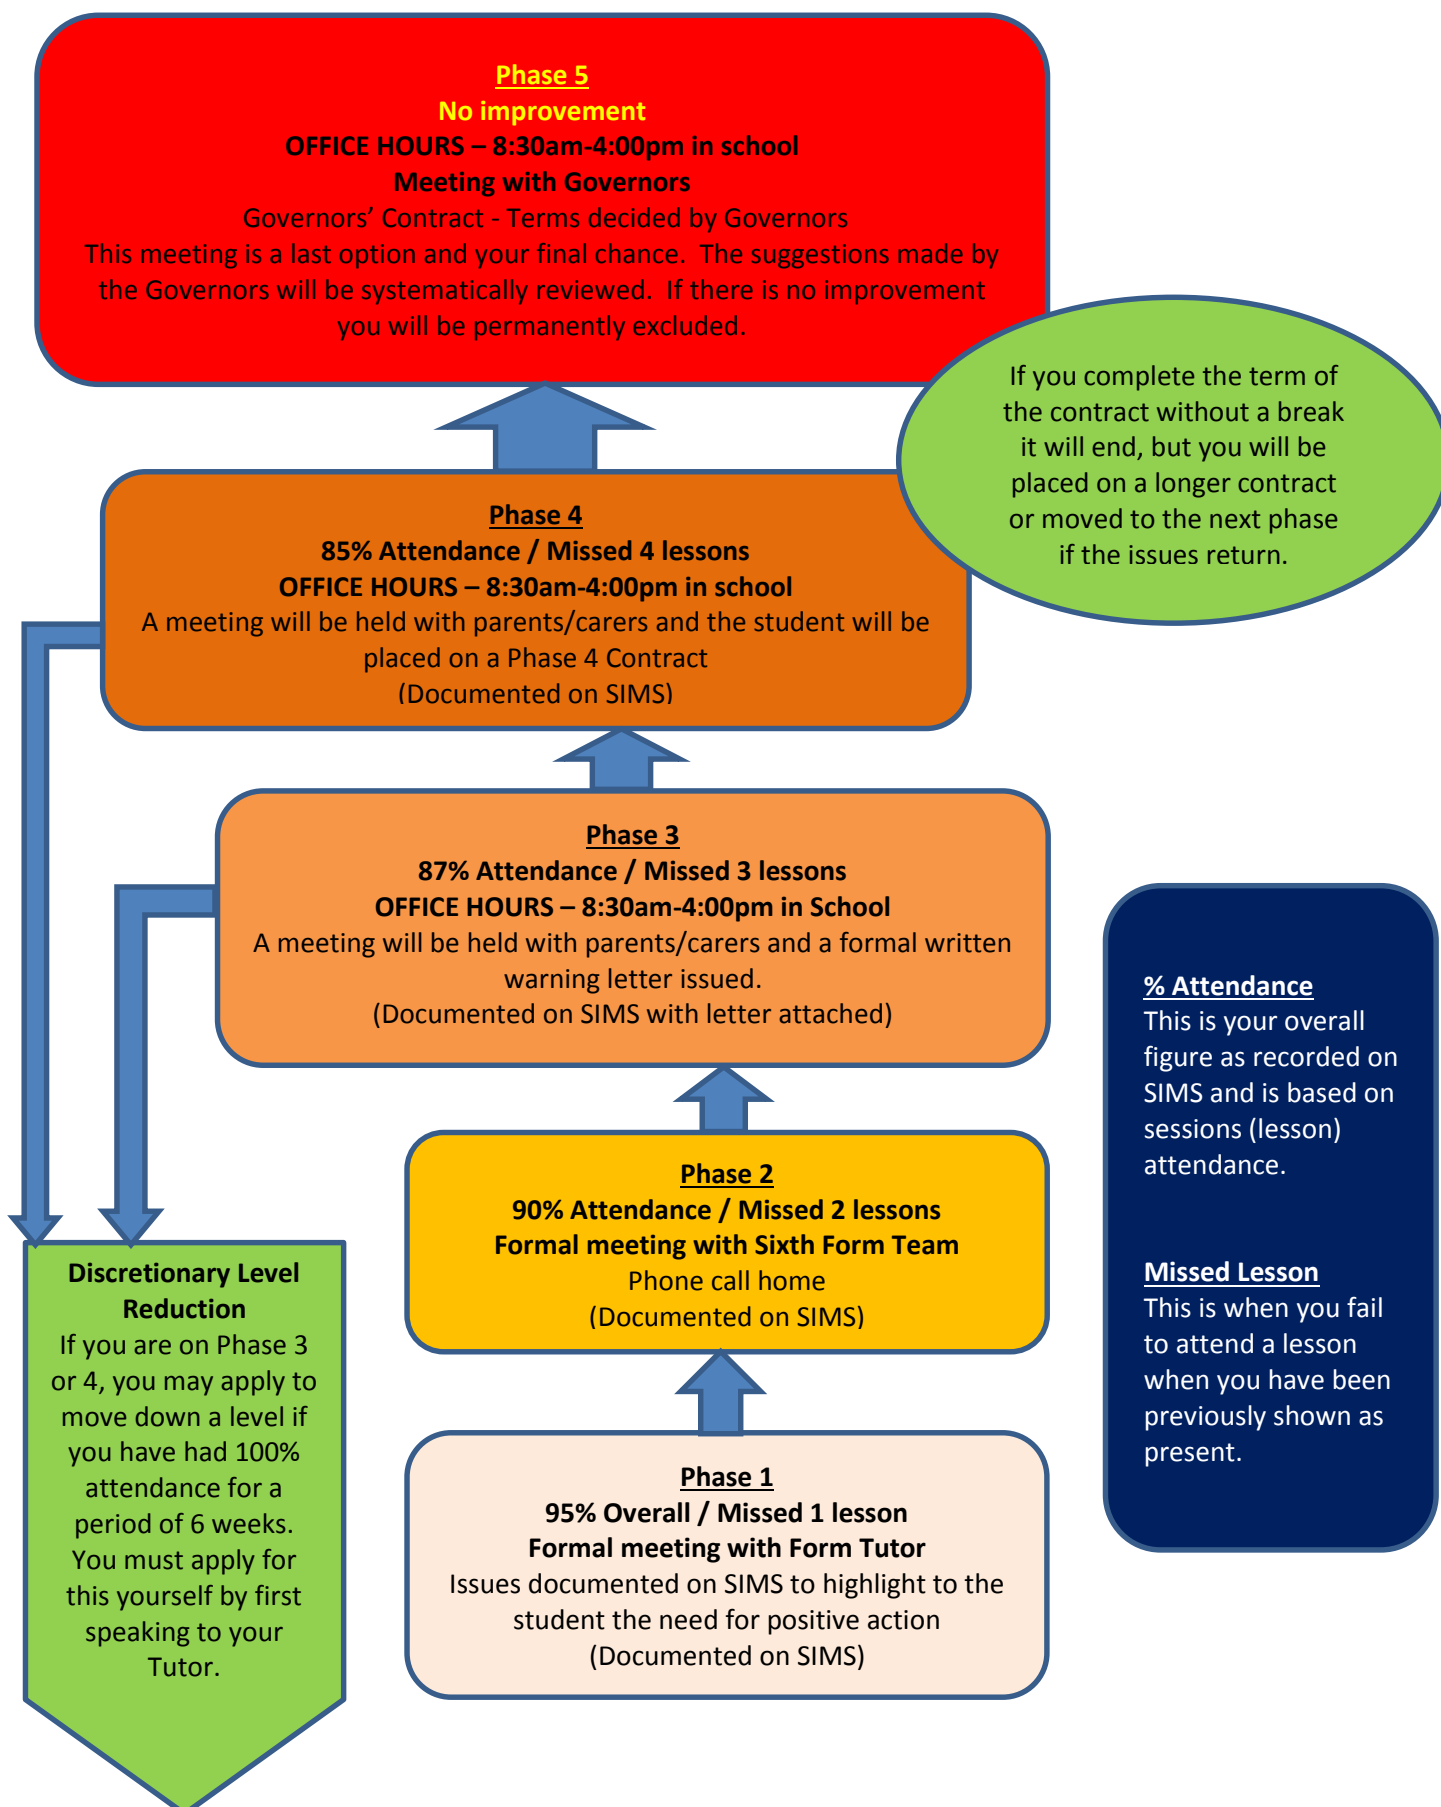 Phase 5
No improvement
OFFICE HOURS – 8:30am-4:00pm in school
Meeting with Governors
Governors’ Contract - Terms decided by Governors
This meeting is a last option and your final chance.  The suggestions made by
the Governors will be systematically reviewed.  If there is no improvement
you will be permanently excluded.
If you complete the term of
the contract without a break
it will end, but you will be
placed on a longer contract
or moved to the next phase
if the issues return.
Phase 4
85% Attendance / Missed 4 lessons
OFFICE HOURS – 8:30am-4:00pm in school
A meeting will be held with parents/carers and the student will be
placed on a Phase 4 Contract
(Documented on SIMS)
Phase 3
87% Attendance / Missed 3 lessons
OFFICE HOURS – 8:30am-4:00pm in School
A meeting will be held with parents/carers and a formal written
warning letter issued.
(Documented on SIMS with letter attached)
% Attendance
This is your overall
figure as recorded on
SIMS and is based on
sessions (lesson)
attendance.
Missed Lesson
This is when you fail
to attend a lesson
when you have been
previously shown as
present.
Phase 2
90% Attendance / Missed 2 lessons
Formal meeting with Sixth Form Team
Phone call home
(Documented on SIMS)
Discretionary Level
Reduction
If you are on Phase 3
or 4, you may apply to
move down a level if
you have had 100%
attendance for a
period of 6 weeks.
You must apply for
this yourself by first
speaking to your
Tutor.
Phase 1
95% Overall / Missed 1 lesson
Formal meeting with Form Tutor
Issues documented on SIMS to highlight to the
student the need for positive action
(Documented on SIMS)